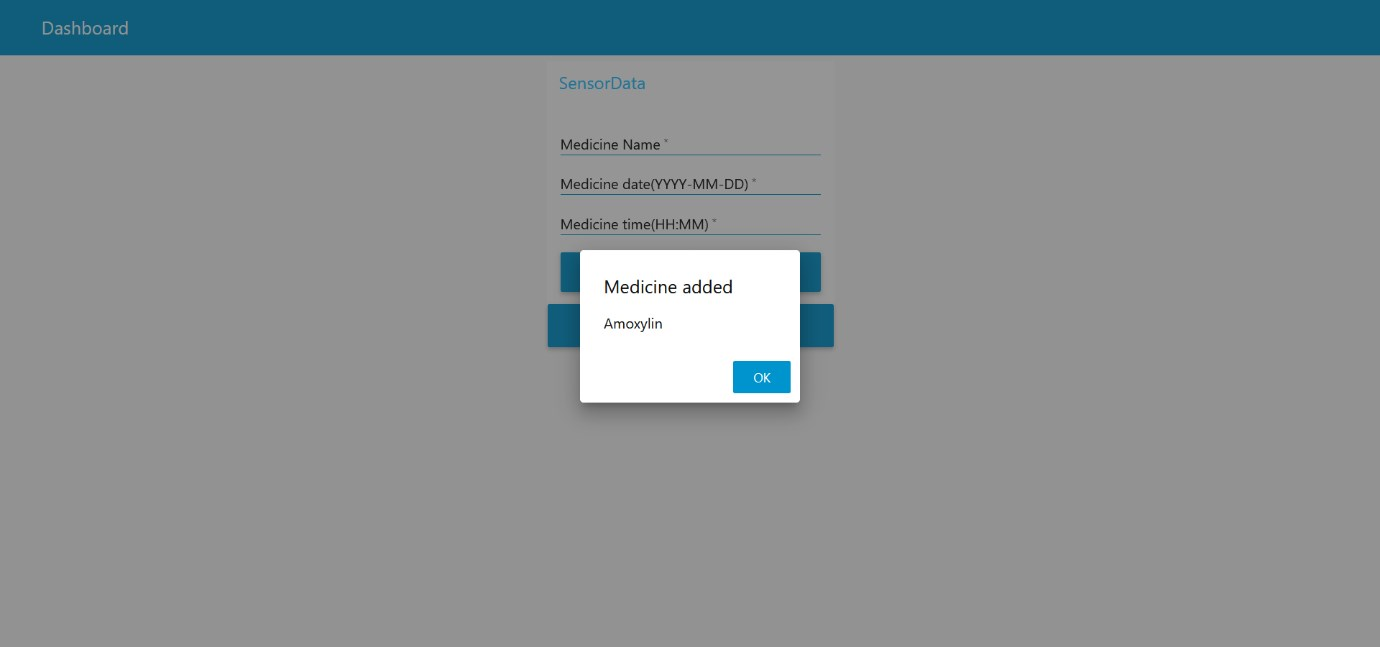 Dashboard
SensorData
Medicine Name *
Medicine date(YYYY-MM-DD) *
Medicine time(HH:MM) *
Medicine added
Amoxylin
OK